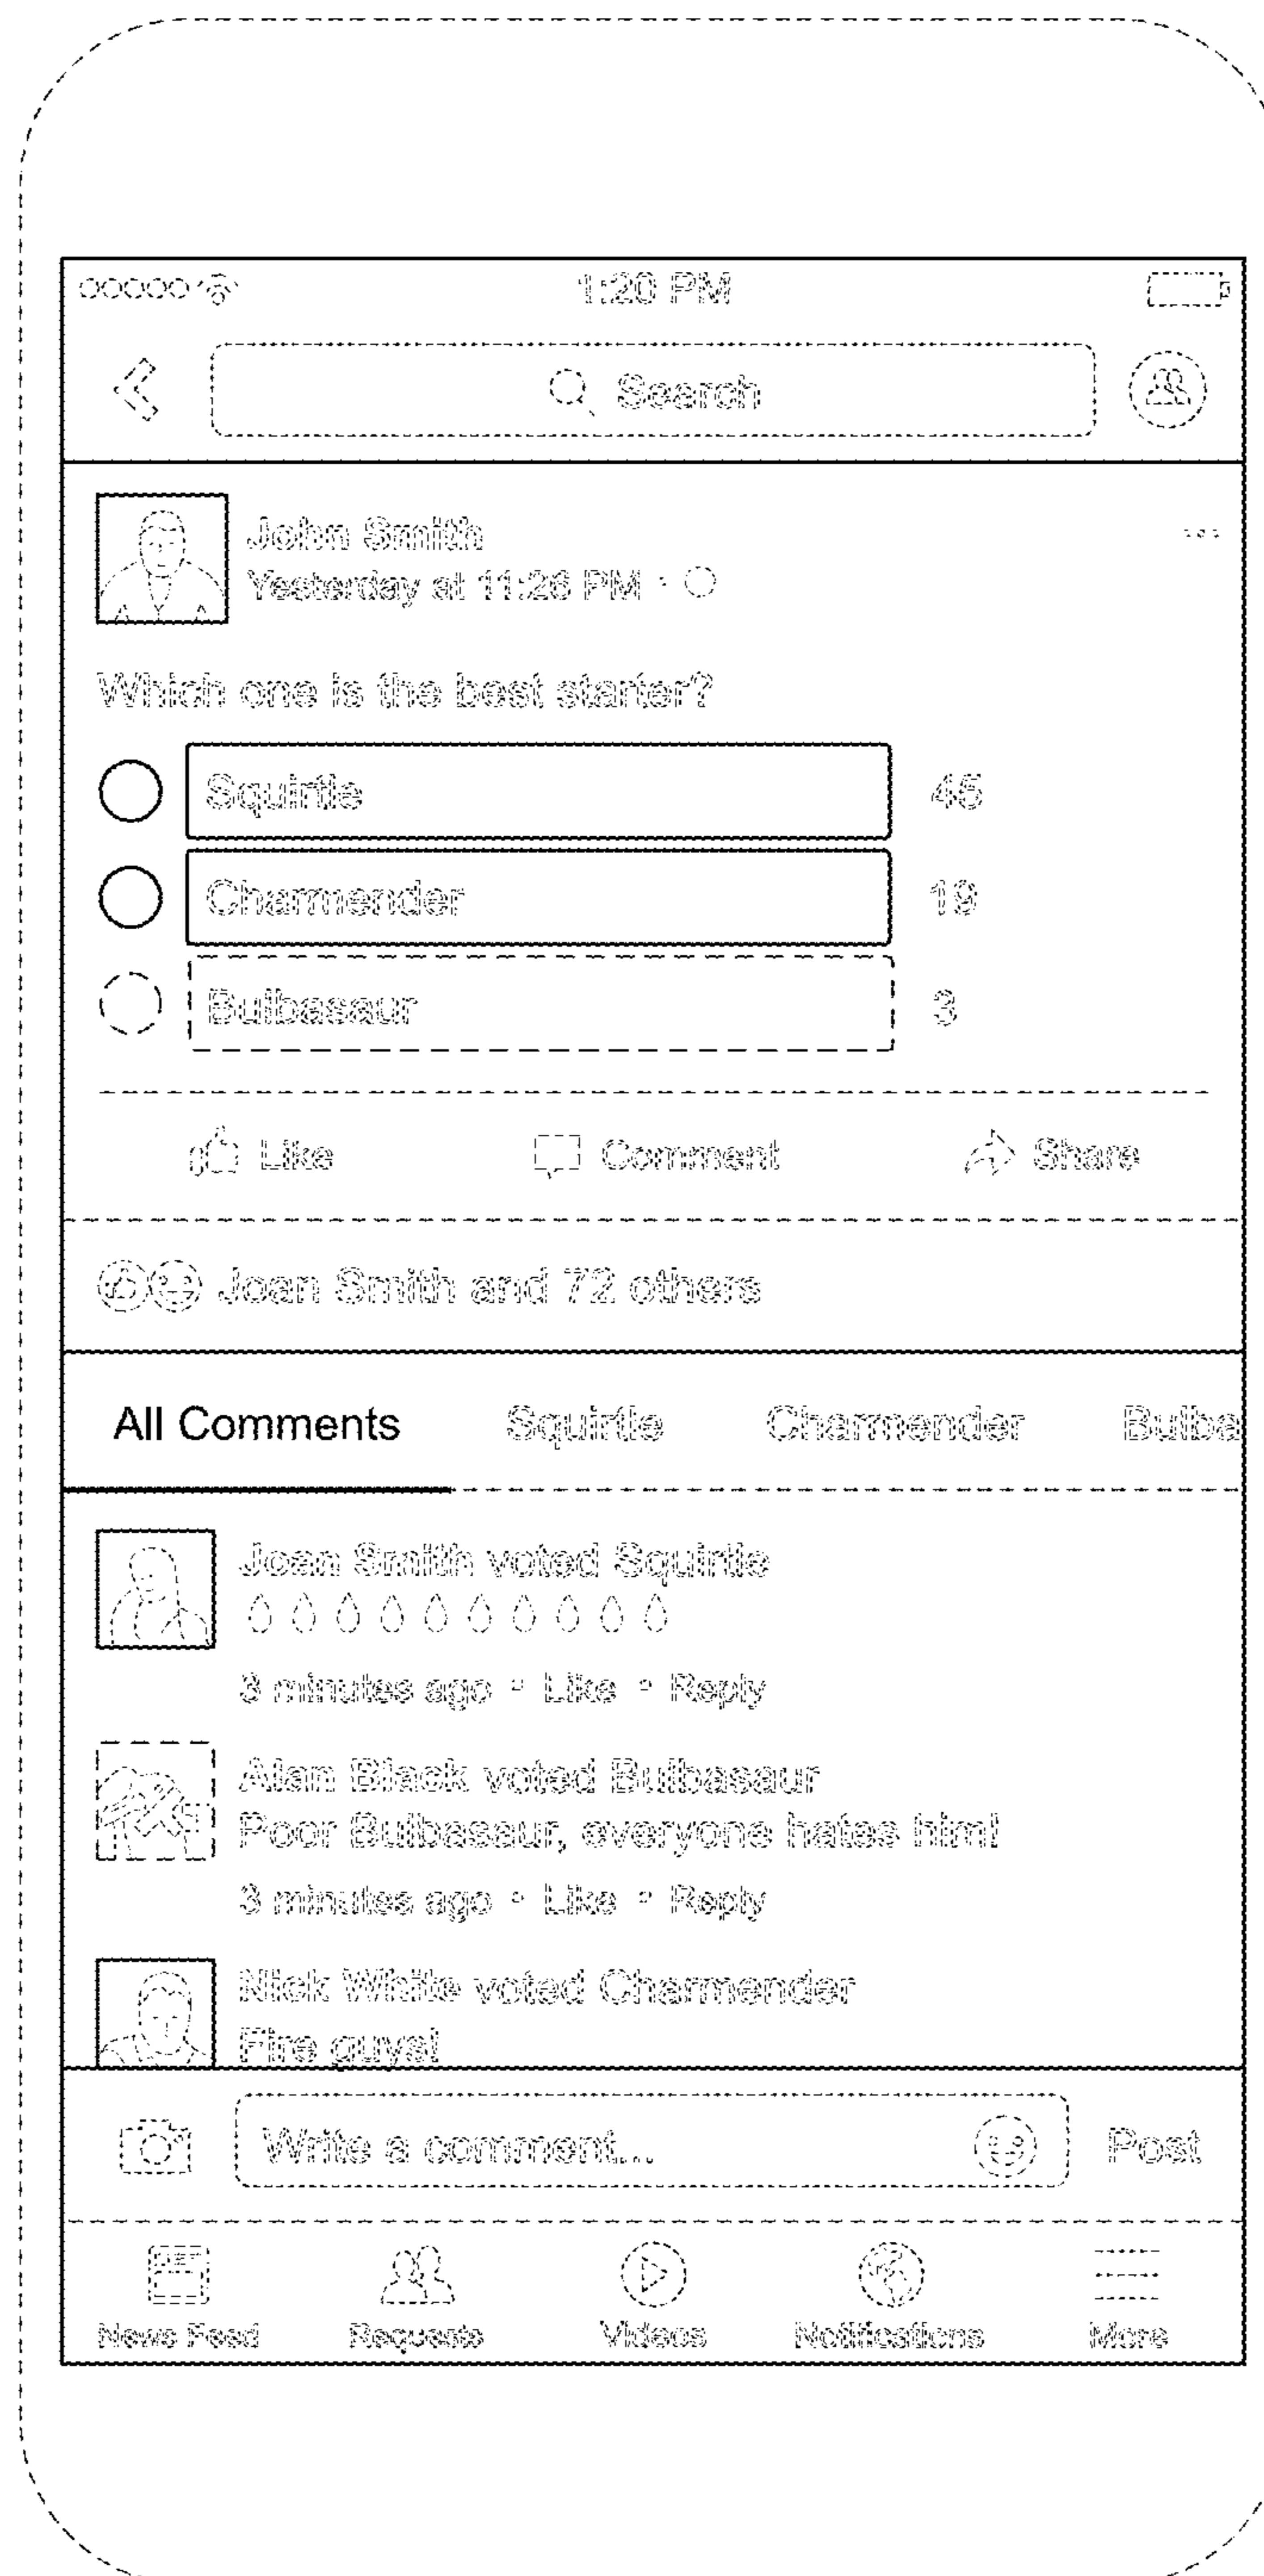 1:20 PM
Search
John Smith
Yesterday at 11:26 PM ·
Which one is the best starter?
Squirtle 45
Charmender 19
Bulbasaur 3
Like Comment Share
Joan Smith and 72 others
All Comments Squirtle Charmender Bulba
Joan Smith voted Squirtle
3 minutes ago · Like · Reply
Alan Black voted Bulbasaur
Poor Bulbasaur, everyone hates him!
3 minutes ago · Like · Reply
Nick White voted Charmender
Fire guys!
Write a comment... Post
News Feed Requests Videos Notifications More